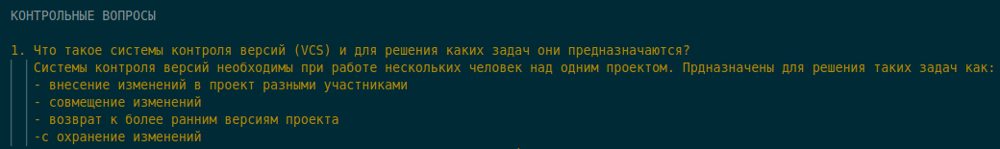 КОНТРОЛЬНЫЕ ВОПРОСЫ
1. Что такое системы контроля версий (VCS) и для решения каких задач они предназначаются?
Системы контроля версий необходимы при работе нескольких человек над одним проектом. Прдназначены для решения таких задач как:
- внесение изменений в проект разными участниками
- совмещение изменений
- возврат к более ранним версиям проекта
-с охранение изменений